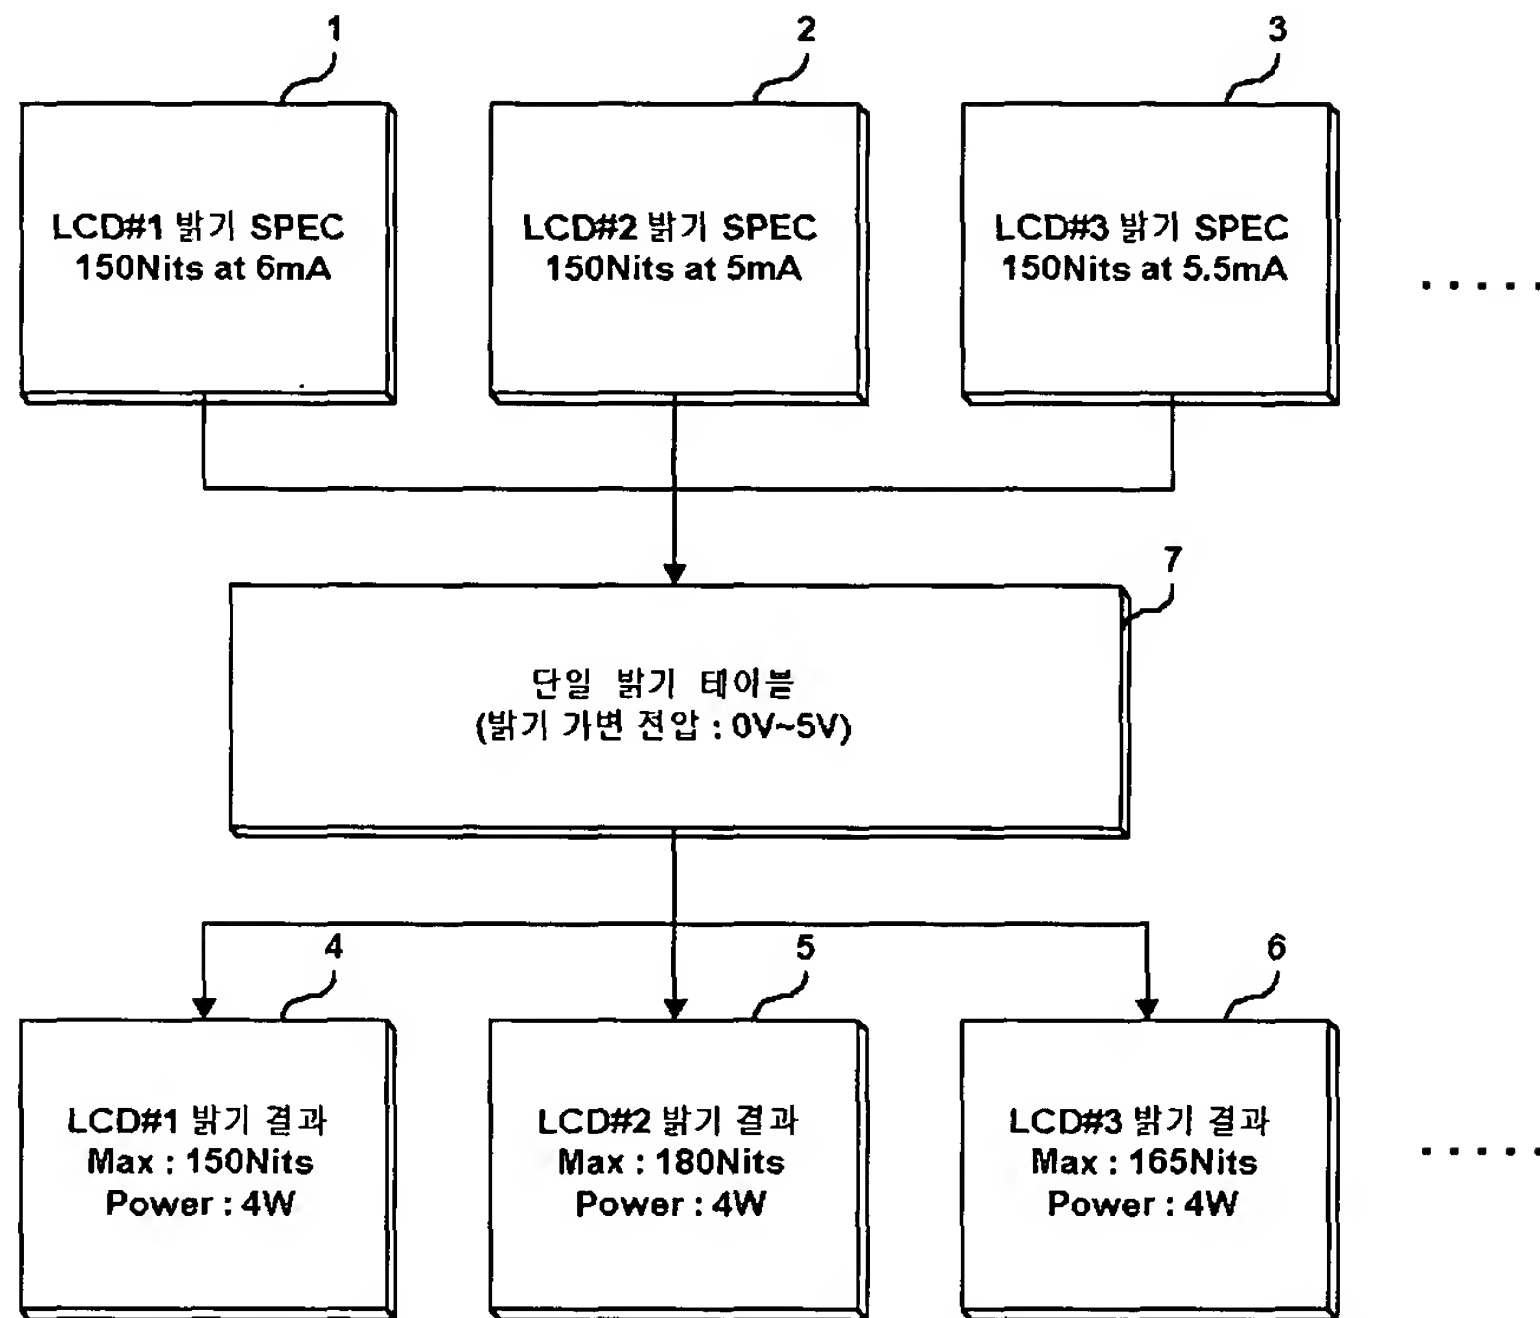 1
2
3
LCD#1 밝기 SPEC
150Nits at 6mA
LCD#2 밝기 SPEC
150Nits at 5mA
LCD#3 밝기 SPEC
150Nits at 5.5mA
.....
7
단일 밝기 테이블
(밝기 가변 전압 : 0V~5V)
4
5
6
LCD#1 밝기 결과
Max : 150Nits
Power : 4W
LCD#2 밝기 결과
Max : 180Nits
Power : 4W
LCD#3 밝기 결과
Max : 165Nits
Power : 4W
.....